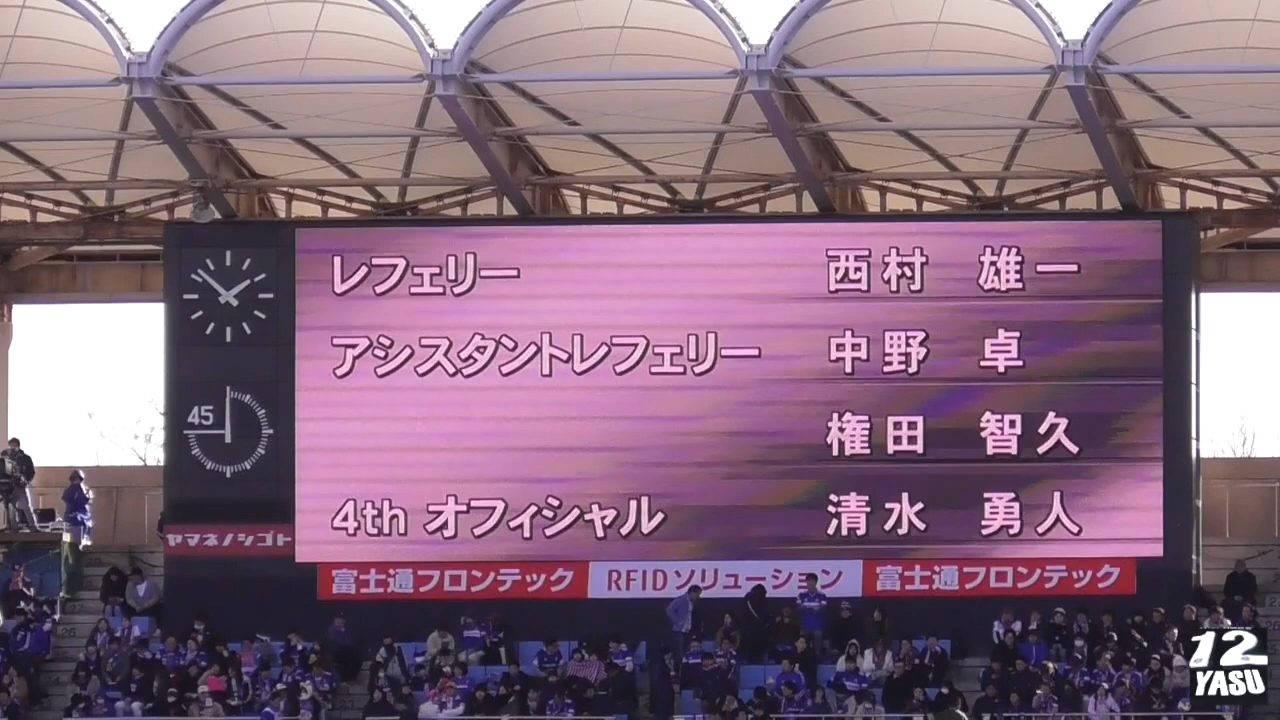 レフェリー 西村 雄一
アシスタントレフェリー 中野 卓
権田 智久
4th オフィシャル 清水 勇人
45
ヤマネノシゴト
富士通フロンテック RFIDソリューション 富士通フロンテック
12
YASU